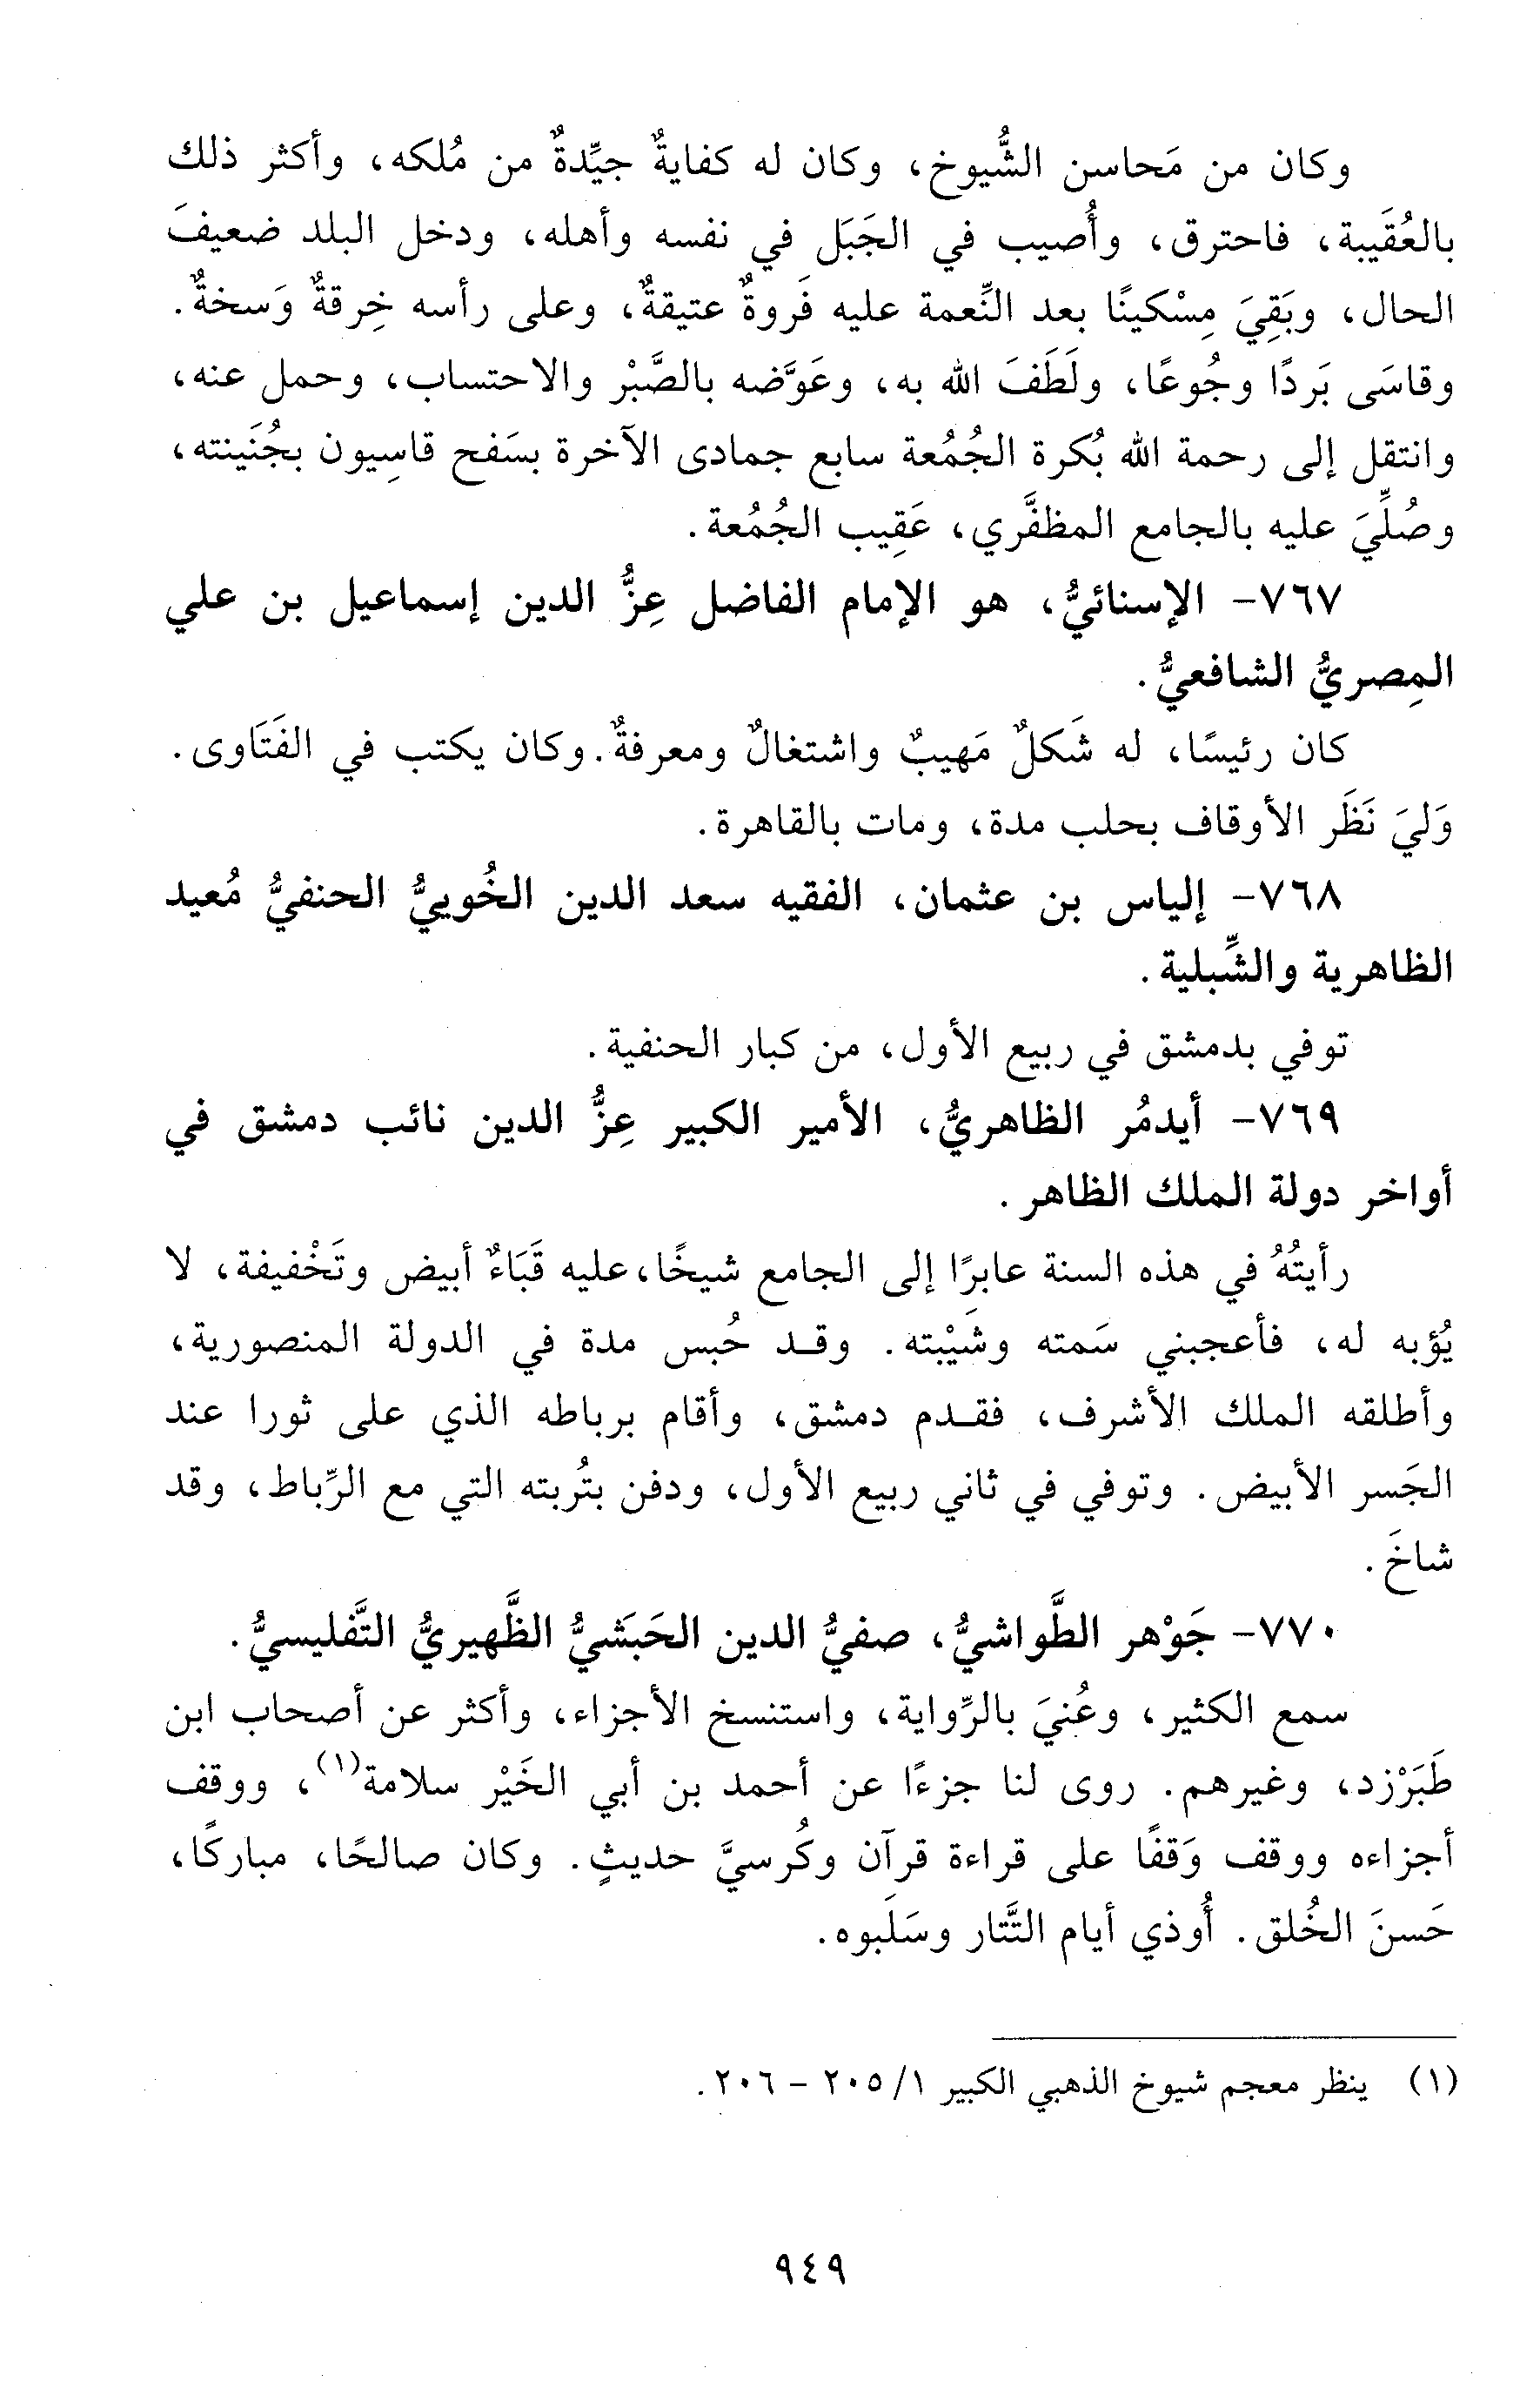 وكان من مَحاسن الشُّيوخ، وكان له كفايةٌ جيِّدةٌ من مُلكه، وأكثر ذلك
بالعُقَيبة، فاحترق، وأُصيب في الجَبَل في نفسه وأهله، ودخل البلد ضعيفَ
الحال، وبَقِيَ مِسْكينًا بعد النِّعمة عليه فَروةٌ عتيقةٌ، وعلى رأسه خِرقةٌ وَسخةٌ.
وقاسَى بَردًا وجُوعًا، ولَطَفَ الله به، وعَوَّضه بالصَّبْر والاحتساب، وحمل عنه،
وانتقل إلى رحمة الله بُكرة الجُمُعة سابع جمادى الآخرة بسَفح قاسِيون بجُنَينته،
وصُلِّيَ عليه بالجامع المظفَّري، عَقِيب الجُمُعة.
٧٦٧- الإسنائيُّ، هو الإمام الفاضل عِزُّ الدين إسماعيل بن علي
المِصريُّ الشافعيُّ.
كان رئيسًا، له شَكلٌ مَهيبٌ واشتغالٌ ومعرفةٌ. وكان يكتب في الفَتَاوى.
وَليَ نَظَر الأوقاف بحلب مدة، ومات بالقاهرة.
٧٦٨- إلياس بن عثمان، الفقيه سعد الدين الخُوييُّ الحنفيُّ مُعيد
الظاهرية والشِّبلية.
توفي بدمشق في ربيع الأول، من كبار الحنفية.
٧٦٩- أيدمُر الظاهريُّ، الأمير الكبير عِزُّ الدين نائب دمشق في
أواخر دولة الملك الظاهر.
رأيتُهُ في هذه السنة عابرًا إلى الجامع شيخًا، عليه قَبَاءٌ أبيض وتَخْفيفة، لا
يُؤبه له، فأعجبني سَمته وشَيْبته. وقد حُبس مدة في الدولة المنصورية،
وأطلقه الملك الأشرف، فقدم دمشق، وأقام برباطه الذي على ثورا عند
الجَسر الأبيض. وتوفي في ثاني ربيع الأول، ودفن بتُربته التي مع الرِّباط، وقد
شاخَ.
٧٧٠- جَوْهر الطَّواشيُّ، صفيُّ الدين الحَبَشيُّ الظَّهيريُّ التَّفليسيُّ.
سمع الكثير، وعُنيَ بالرِّواية، واستنسخ الأجزاء، وأكثر عن أصحاب ابن
طَبَرْزد، وغيرهم. روى لنا جزءًا عن أحمد بن أبي الخَيْر سلامة(١)، ووقف
أجزاءه ووقف وَقفًا على قراءة قرآن وكُرسيَّ حديثٍ. وكان صالحًا، مباركًا،
حَسنَ الخُلق. أُوذي أيام التَّتَار وسَلَبوه.
(١) ينظر معجم شيوخ الذهبي الكبير ١/ ٢٠٥ - ٢٠٦.
٩٤٩